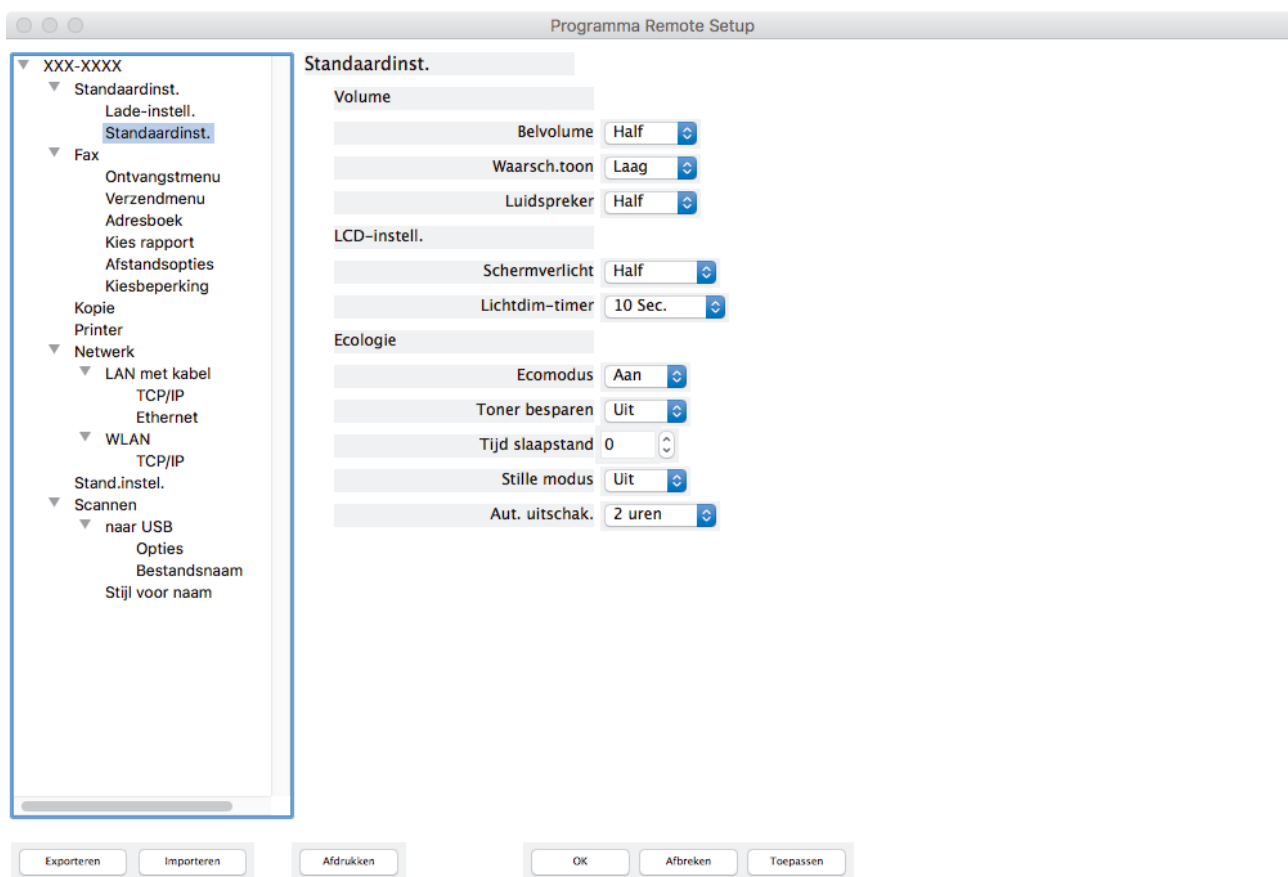 Programma Remote Setup
XXX-XXXX
Standaardinst.
Lade-instell.
Standaardinst.
Fax
Ontvangstmenu
Verzendmenu
Adresboek
Kies rapport
Afstandsopties
Kiesbeperking
Kopie
Printer
Netwerk
LAN met kabel
TCP/IP
Ethernet
WLAN
TCP/IP
Stand.instel.
Scannen
naar USB
Opties
Bestandsnaam
Stijl voor naam
Standaardinst.
Volume
Belvolume Half
Waarsch.toon Laag
Luidspreker Half
LCD-instell.
Schermverlicht Half
Lichtdim-timer 10 Sec.
Ecologie
Ecomodus Aan
Toner besparen Uit
Tijd slaapstand 0
Stille modus Uit
Aut. uitschak. 2 uren
Exporteren Importeren Afdrukken OK Afbreken Toepassen